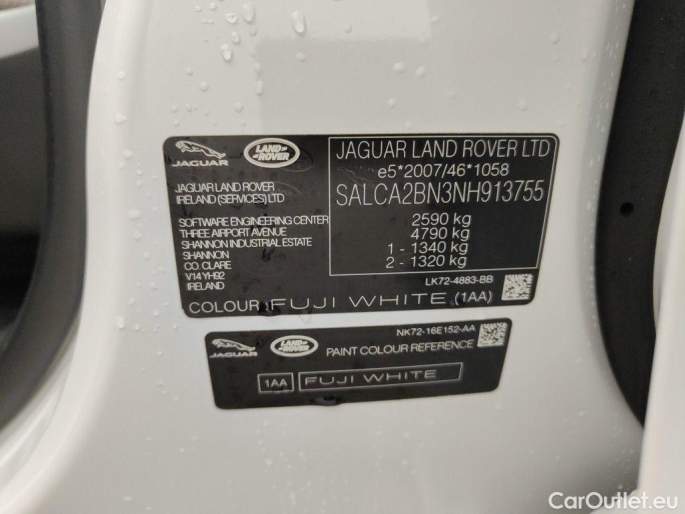 JAGUAR
LAND-
-ROVER
JAGUAR LAND ROVER
IRELAND (SERVICES) LTD
SOFTWARE ENGINEERING CENTER
THREE AIRPORT AVENUE
SHANNON INDUSTRIAL ESTATE
SHANNON
CO. CLARE
V14 YH92
IRELAND
JAGUAR LAND ROVER LTD
e5*2007/46*1058
SALCA2BN3NH913755
2590 kg
4790 kg
1 - 1340 kg
2 - 1320 kg
LK72-4883-BB
COLOUR FUJI WHITE (1AA)
JAGUAR
LAND-
-ROVER
NK72-16E152-AA
PAINT COLOUR REFERENCE
1AA FUJI WHITE
CarOutlet.eu